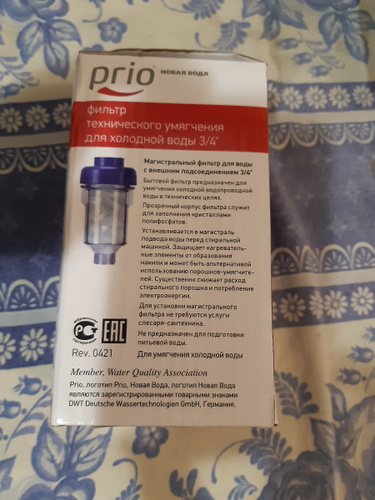 prio НОВАЯ ВОДА
фильтр
технического умягчения
для холодной воды 3/4"
Магистральный фильтр для воды
с внешним подсоединением 3/4"
Бытовой фильтр предназначен для
умягчения холодной водопроводной
воды в технических целях.
Прозрачный корпус фильтра служит
для заполнения кристаллами
полифосфатов.
Устанавливается в магистраль
подвода воды перед стиральной
машиной. Защищает нагреватель-
ные элементы от образования
накипи и может быть альтернативой
использованию порошков-умягчите-
лей. Существенно снижает расход
стирального порошка и потребление
электроэнергии.
Для установки магистрального
фильтра не требуются услуги
слесаря-сантехника.
Не предназначен для подготовки
питьевой воды.
Rev. 0421 Для умягчения холодной воды
Member, Water Quality Association
Prio, логотип Prio, Новая Вода, логотип Новая Вода
являются зарегистрированными товарными знаками
DWT Deutsche Wassertechnologien GmbH, Германия.